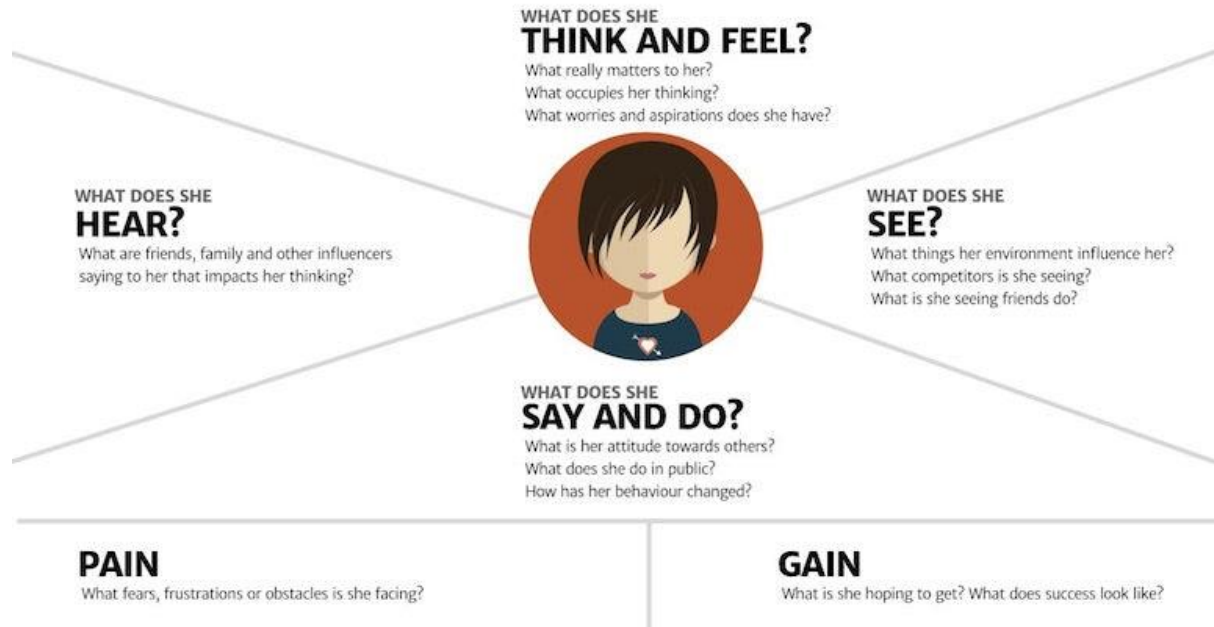 WHAT DOES SHE
THINK AND FEEL?
What really matters to her?
What occupies her thinking?
What worries and aspirations does she have?
WHAT DOES SHE
HEAR?
What are friends, family and other influencers
saying to her that impacts her thinking?
WHAT DOES SHE
SEE?
What things her environment influence her?
What competitors is she seeing?
What is she seeing friends do?
WHAT DOES SHE
SAY AND DO?
What is her attitude towards others?
What does she do in public?
How has her behaviour changed?
PAIN
What fears, frustrations or obstacles is she facing?
GAIN
What is she hoping to get? What does success look like?